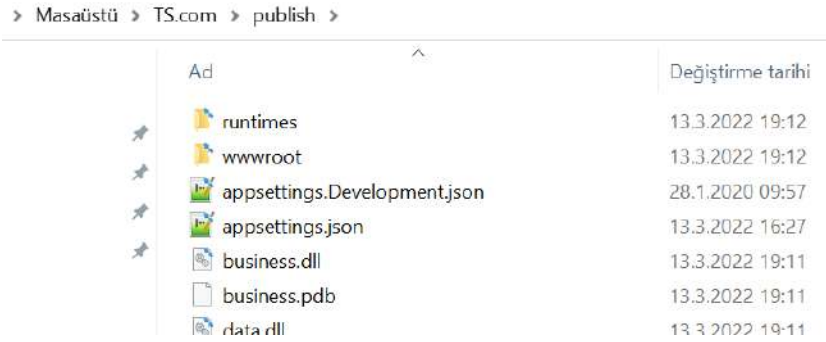 > Masaüstü > TS.com > publish >
Ad Değiştirme tarihi
runtimes 13.3.2022 19:12
wwwroot 13.3.2022 19:12
appsettings.Development.json 28.1.2020 09:57
appsettings.json 13.3.2022 16:27
business.dll 13.3.2022 19:11
business.pdb 13.3.2022 19:11
data.dll 13.3.2022 19:11